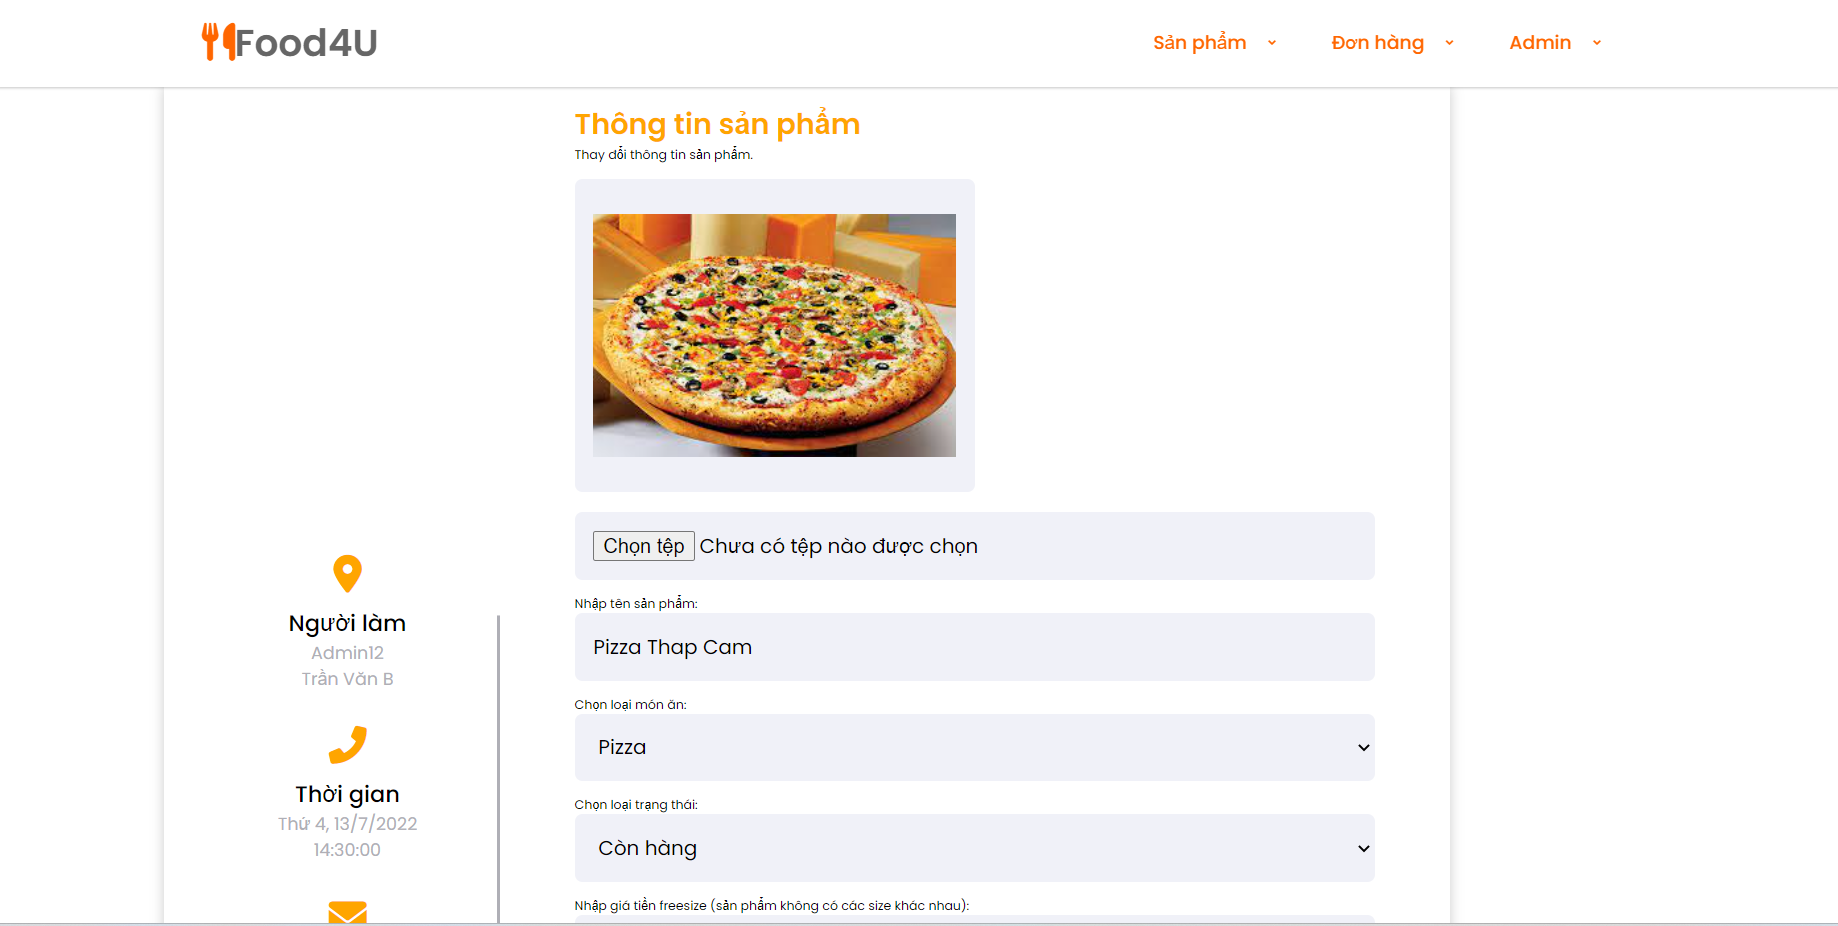 Food4U
Sản phẩm
Đơn hàng
Admin
Thông tin sản phẩm
Thay đổi thông tin sản phẩm.
Chọn tệp Chưa có tệp nào được chọn
Nhập tên sản phẩm:
Pizza Thap Cam
Chọn loại món ăn:
Pizza
Chọn loại trạng thái:
Còn hàng
Nhập giá tiền freesize (sản phẩm không có các size khác nhau):
Người làm
Admin12
Trần Văn B
Thời gian
Thứ 4, 13/7/2022
14:30:00